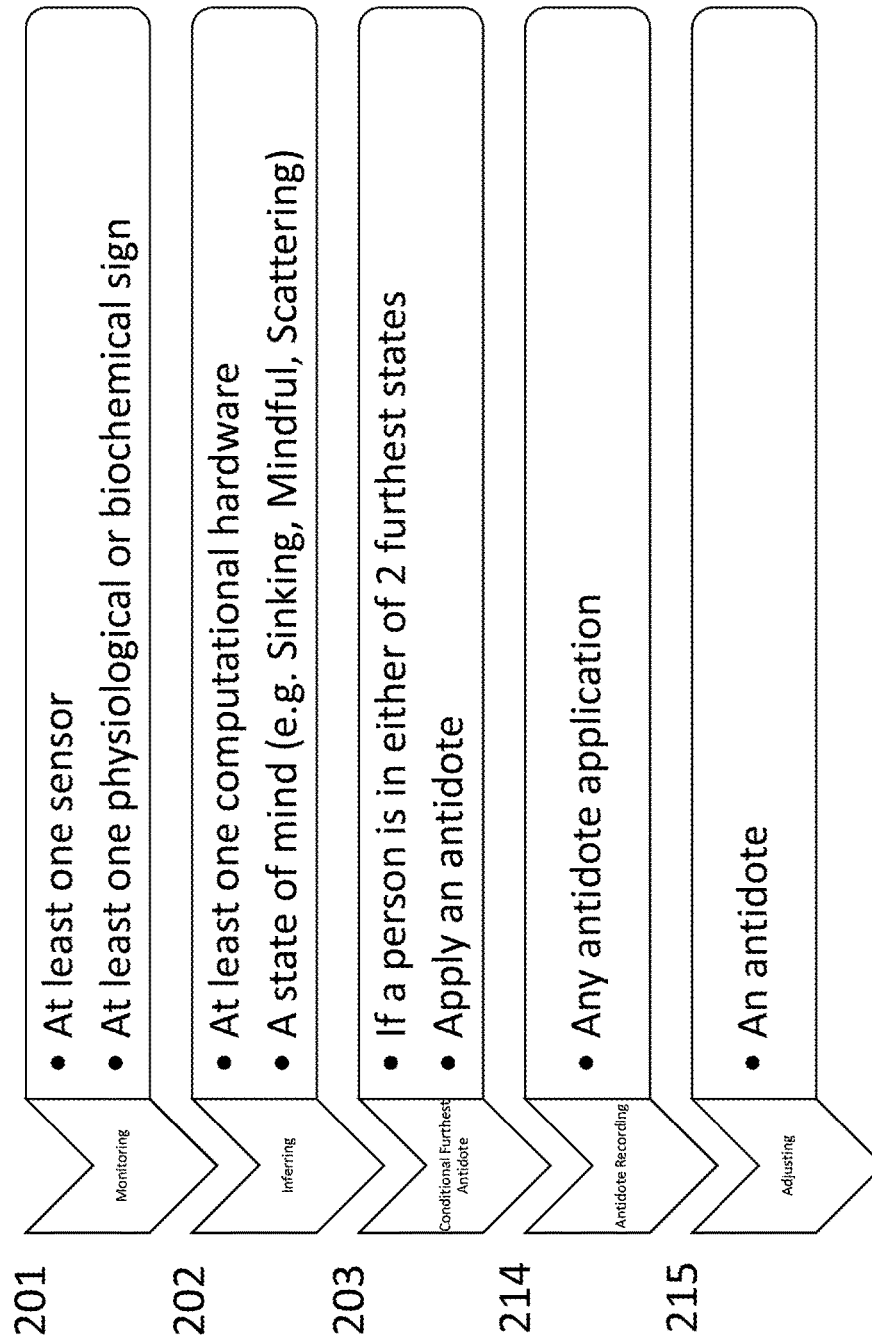 201
Monitoring
• At least one sensor
• At least one physiological or biochemical sign
202
Inferring
• At least one computational hardware
• A state of mind (e.g. Sinking, Mindful, Scattering)
203
Conditional Furthest
Antidote
• If a person is in either of 2 furthest states
• Apply an antidote
214
Antidote Recording
• Any antidote application
215
Adjusting
• An antidote